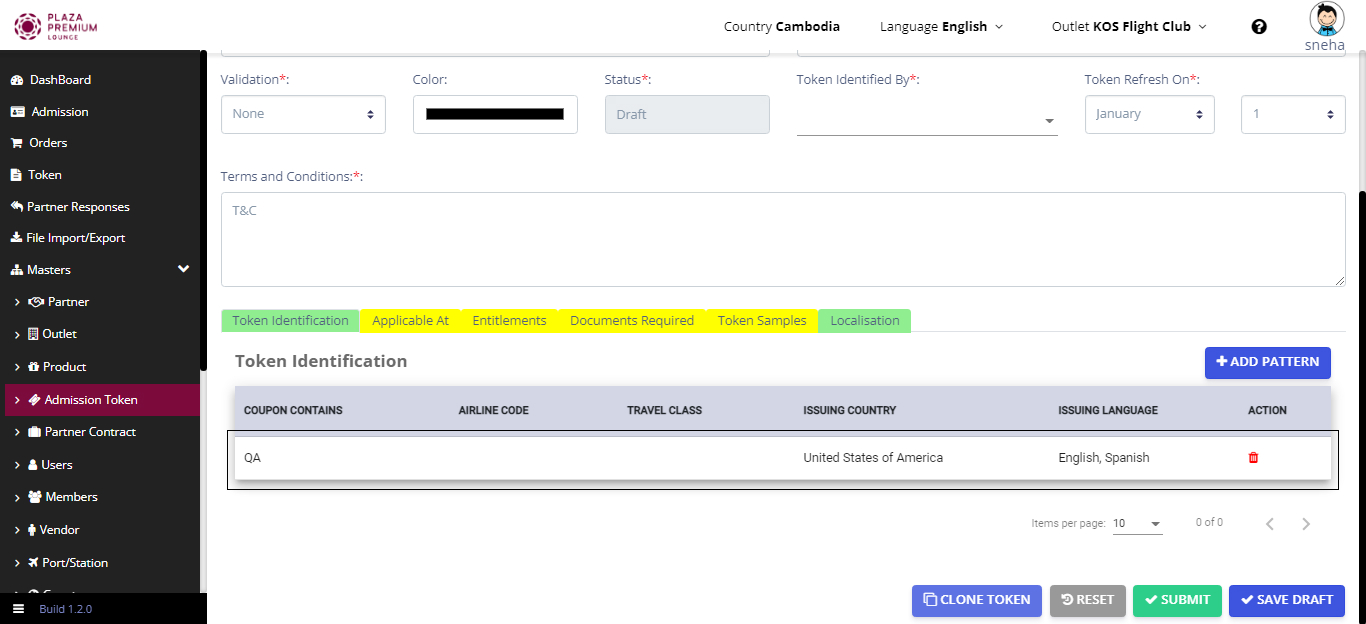 PLAZA
PREMIUM
LOUNGE
Country Cambodia
Language English
Outlet KOS Flight Club
sneha
DashBoard
Admission
Orders
Token
Partner Responses
File Import/Export
Masters
Partner
Outlet
Product
Admission Token
Partner Contract
Users
Members
Vendor
Port/Station
Build 1.2.0
Validation*:
Color:
Status*:
Token Identified By*:
Token Refresh On*:
None
Draft
January
1
Terms and Conditions:*:
T&C
Token Identification
Applicable At
Entitlements
Documents Required
Token Samples
Localisation
Token Identification
ADD PATTERN
COUPON CONTAINS
AIRLINE CODE
TRAVEL CLASS
ISSUING COUNTRY
ISSUING LANGUAGE
ACTION
QA
United States of America
English, Spanish
Items per page: 10
0 of 0
CLONE TOKEN
RESET
SUBMIT
SAVE DRAFT